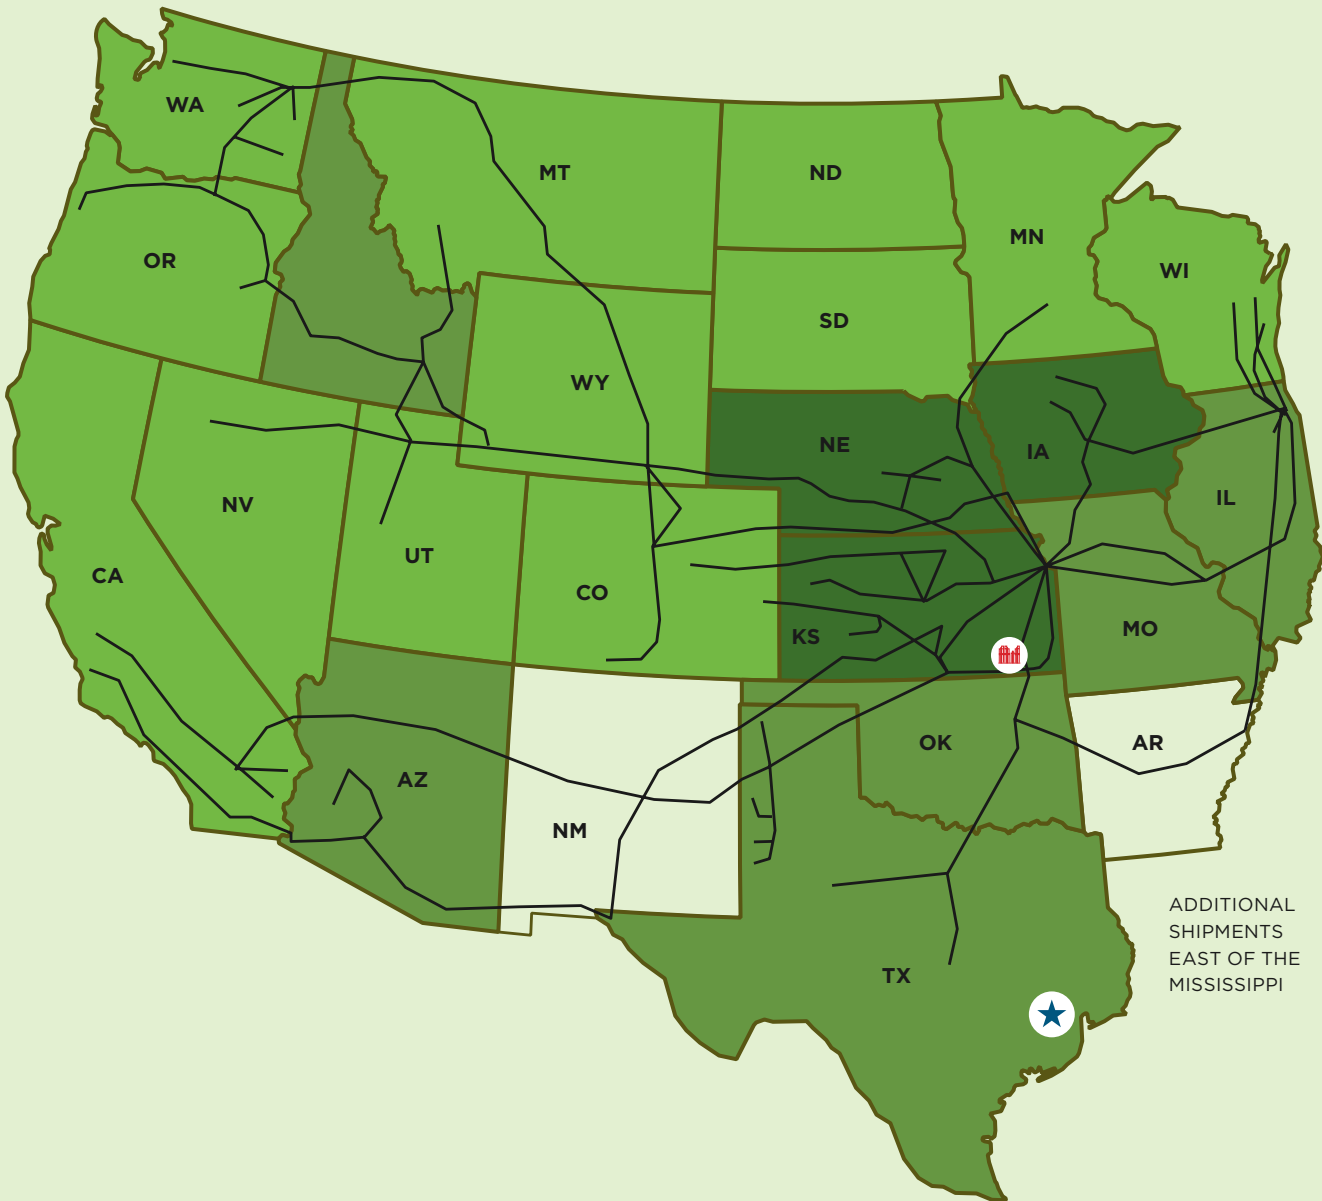 WA
MT
ND
MN
OR
WI
SD
WY
NE
IA
NV
IL
UT
CA
CO
KS
MO
OK
AR
AZ
NM
TX
ADDITIONAL
SHIPMENTS
EAST OF THE
MISSISSIPPI